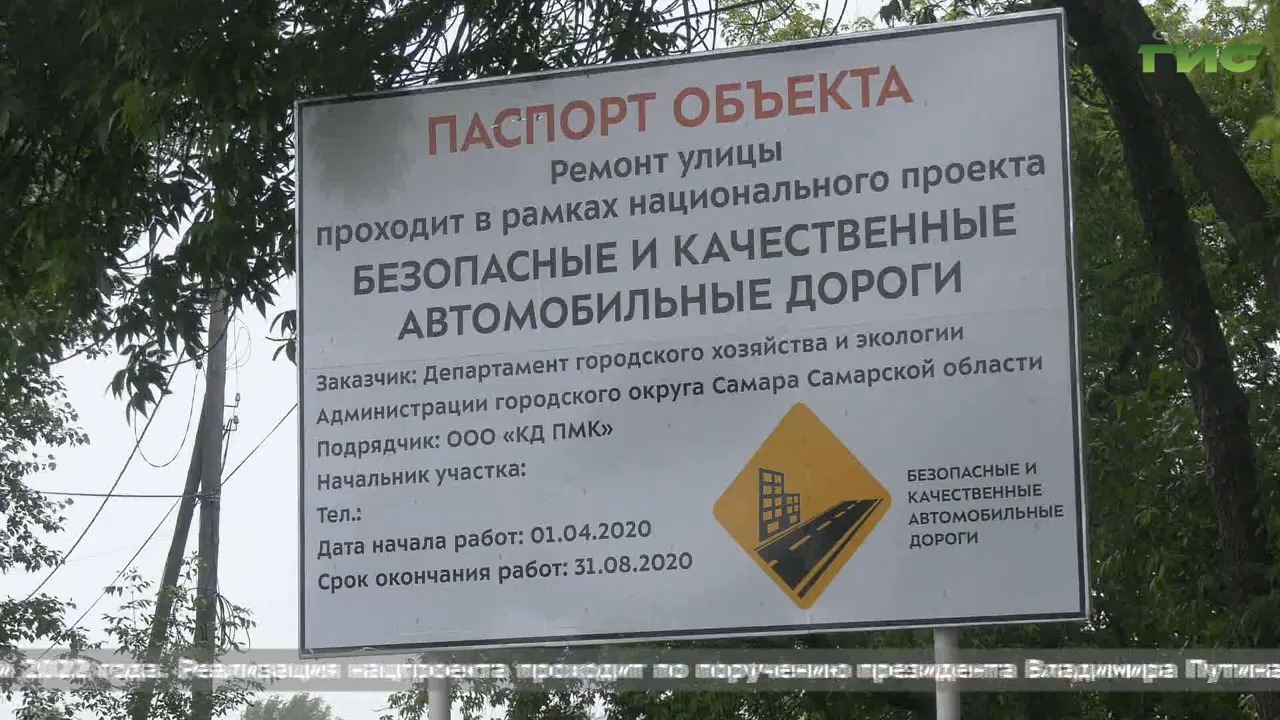 ТИС
ПАСПОРТ ОБЪЕКТА
Ремонт улицы
проходит в рамках национального проекта
БЕЗОПАСНЫЕ И КАЧЕСТВЕННЫЕ
АВТОМОБИЛЬНЫЕ ДОРОГИ
Заказчик: Департамент городского хозяйства и экологии
Администрации городского округа Самара Самарской области
Подрядчик: ООО «КД ПМК»
Начальник участка:
Тел.:
Дата начала работ: 01.04.2020
Срок окончания работ: 31.08.2020
БЕЗОПАСНЫЕ И
КАЧЕСТВЕННЫЕ
АВТОМОБИЛЬНЫЕ
ДОРОГИ
2022 года. Реализация нацпроекта проходит по поручению президента Владимира Путина